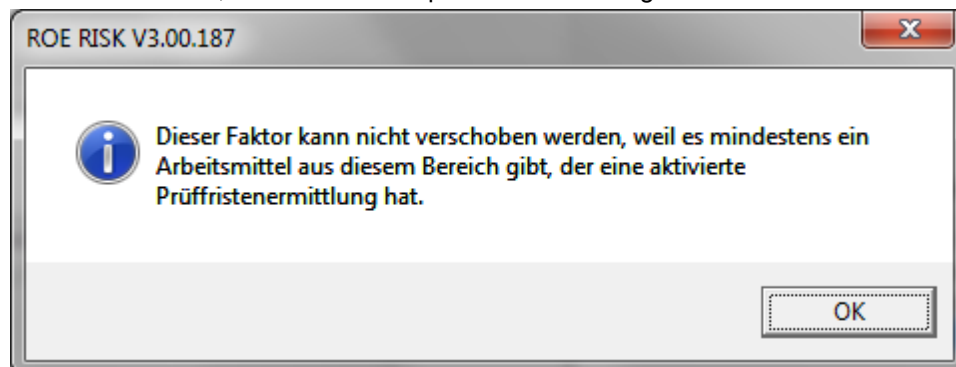 ROE RISK V3.00.187
Dieser Faktor kann nicht verschoben werden, weil es mindestens ein
Arbeitsmittel aus diesem Bereich gibt, der eine aktivierte
Prüffristenermittlung hat.
OK